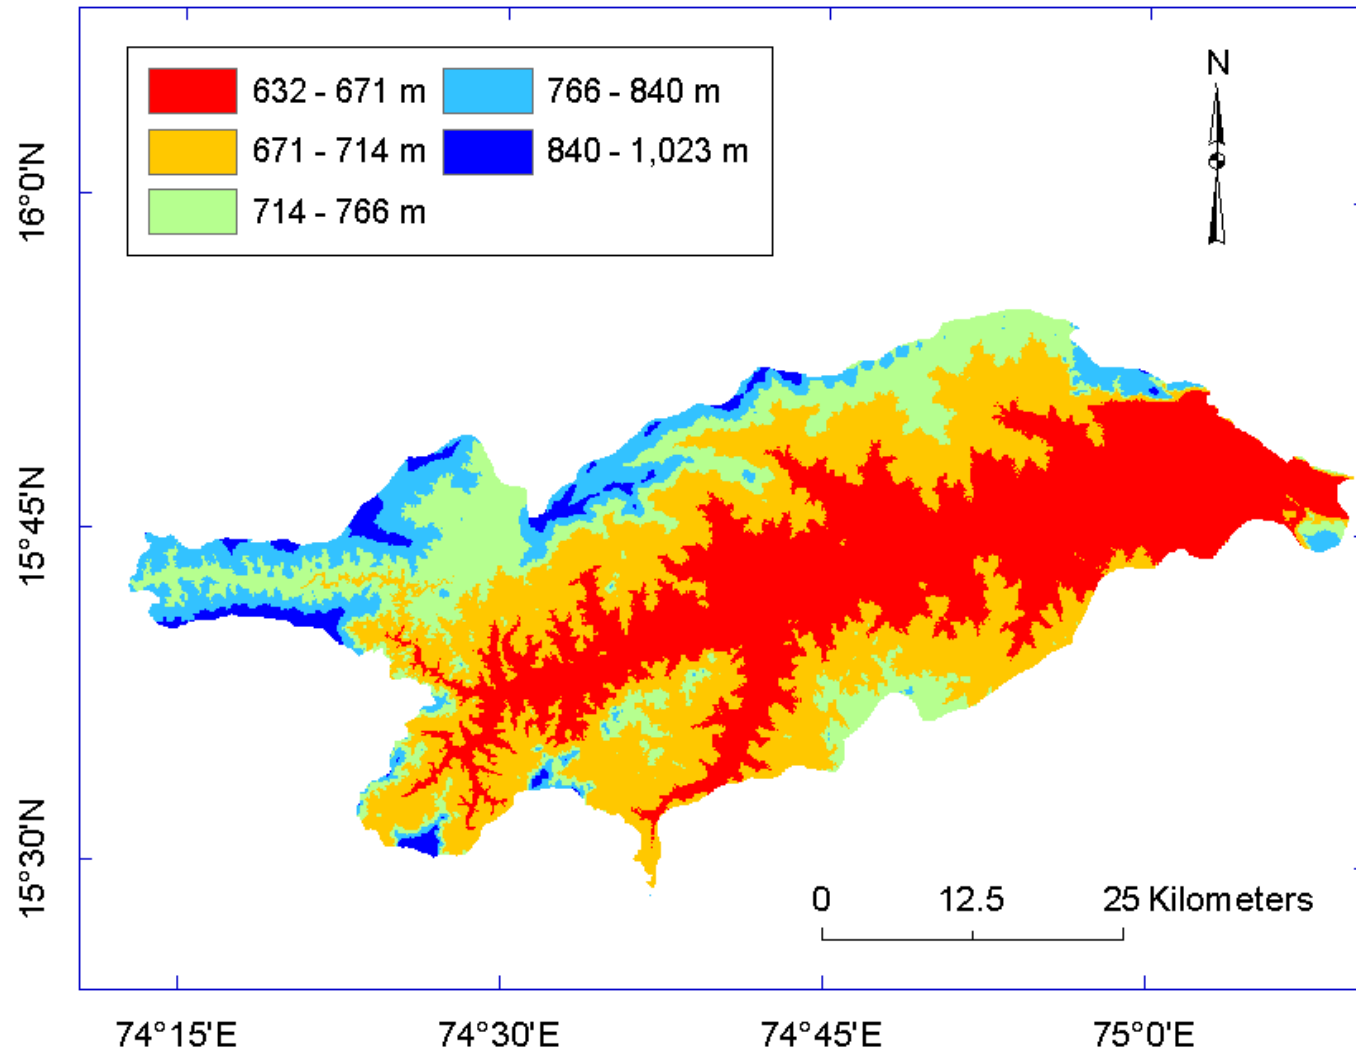 632 - 671 m
766 - 840 m
671 - 714 m
840 - 1,023 m
714 - 766 m
N
16°0'N
15°45'N
15°30'N
0 12.5 25 Kilometers
74°15'E 74°30'E 74°45'E 75°0'E